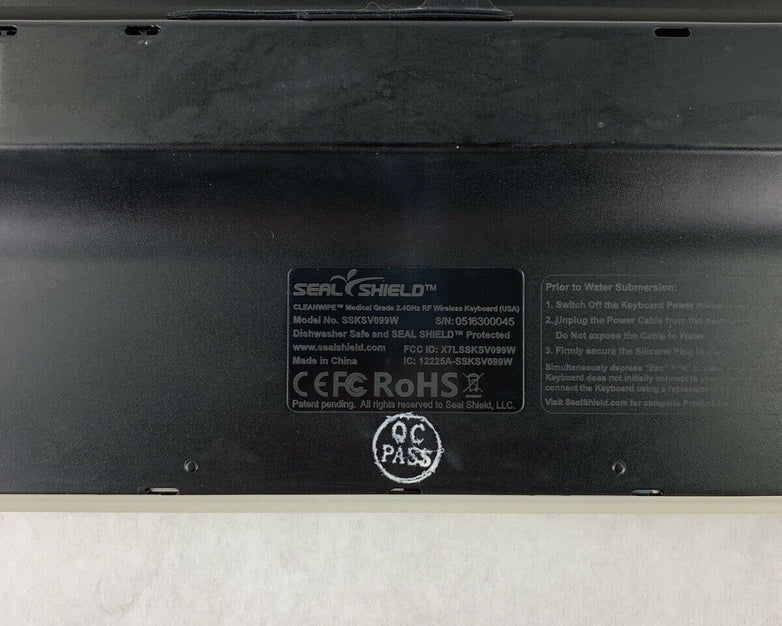 SEAL SHIELD™
CLEANWIPE™ Medical Grade 2.4GHz RF Wireless Keyboard (USA)
Model No. SSKSV099W S/N: 0516300045
Dishwasher Safe and SEAL SHIELD™ Protected
www.sealshield.com FCC ID: X7LSSKSV099W
Made in China IC: 12225A-SSKSV099W
CE FC RoHS
Patent pending. All rights reserved to Seal Shield, LLC.
QC
PASS
Prior to Water Submersion:
1. Switch Off the Keyboard Power
2. Unplug the Power Cable from the
Do Not expose the Cable to Water
3. Firmly secure the Silicone Plug
Simultaneously depress "Esc" +
Keyboard does not initially connect to your
connect the Keyboard using a
Visit SealShield.com for complete Product